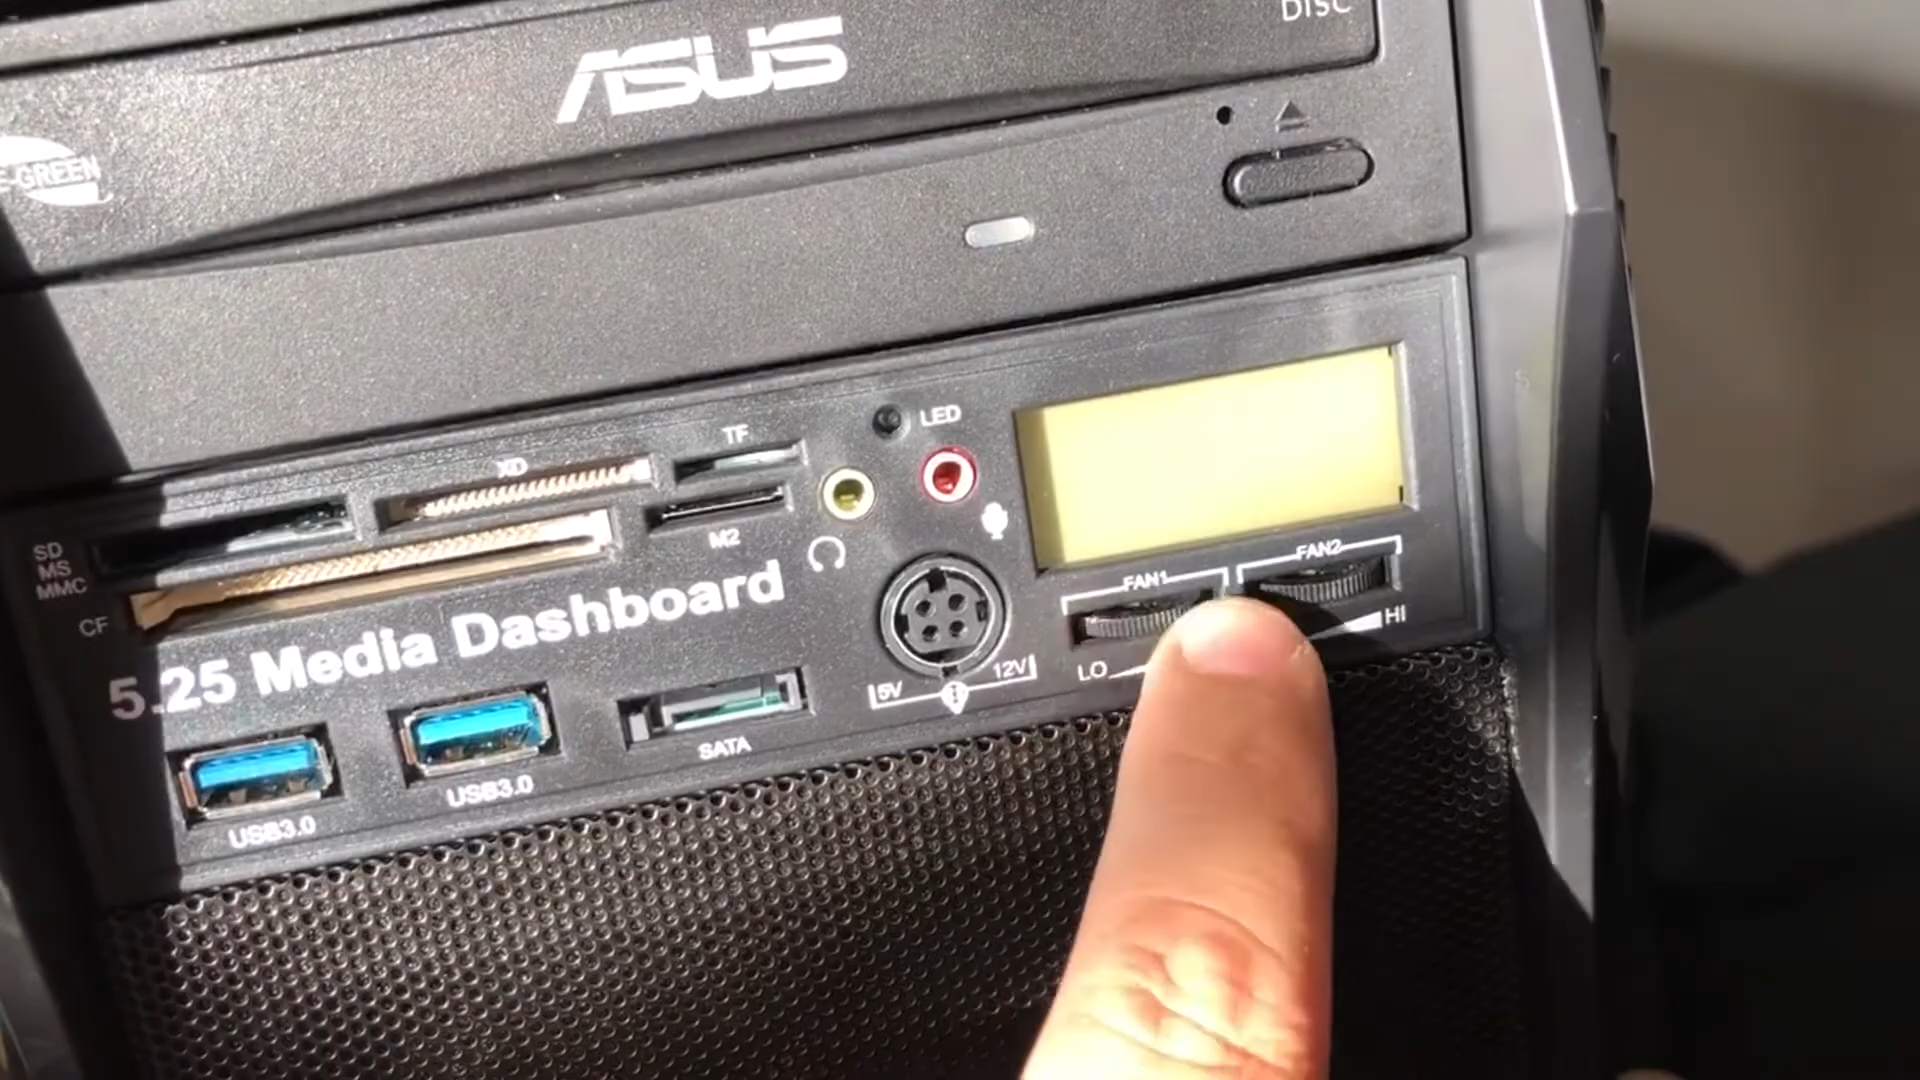 DISC
ASUS
E-GREEN
LED
TF
XD
M2
SD
MS
MMC
CF
FAN1
FAN2
LO
HI
5.25 Media Dashboard
5V
12V
SATA
USB3.0
USB3.0